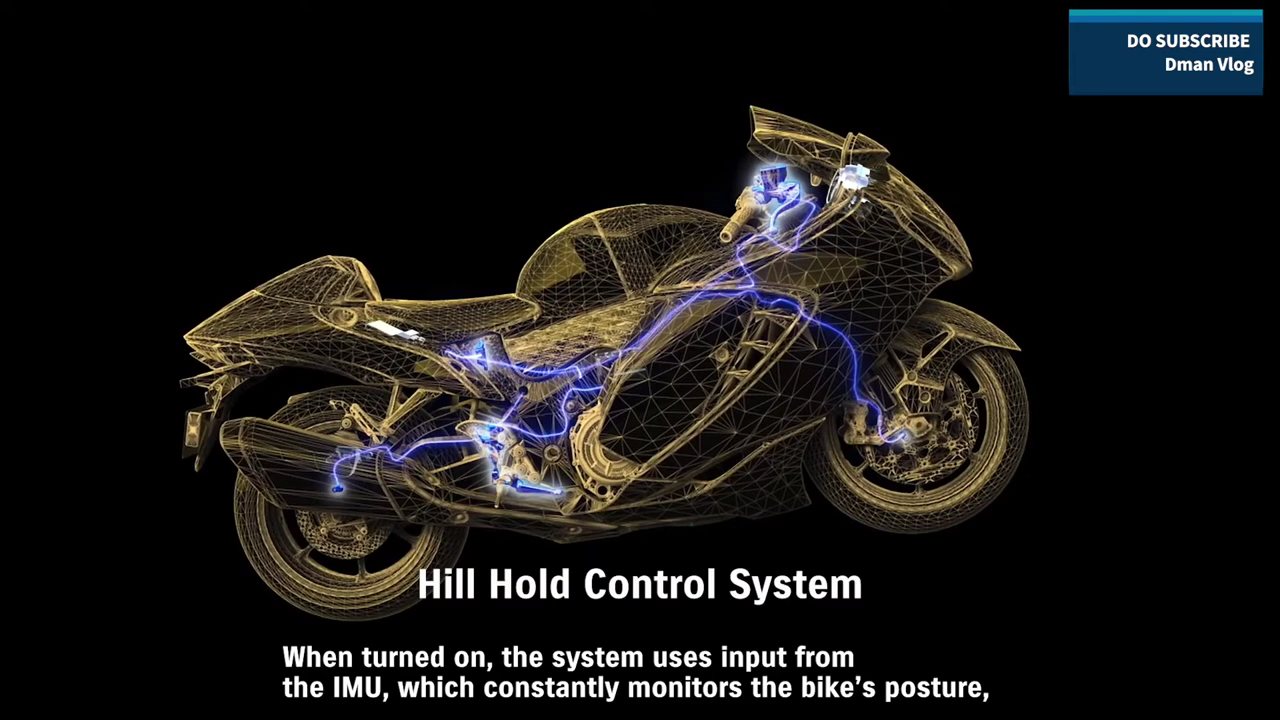 DO SUBSCRIBE
Dman Vlog
Hill Hold Control System
When turned on, the system uses input from
the IMU, which constantly monitors the bike's posture,